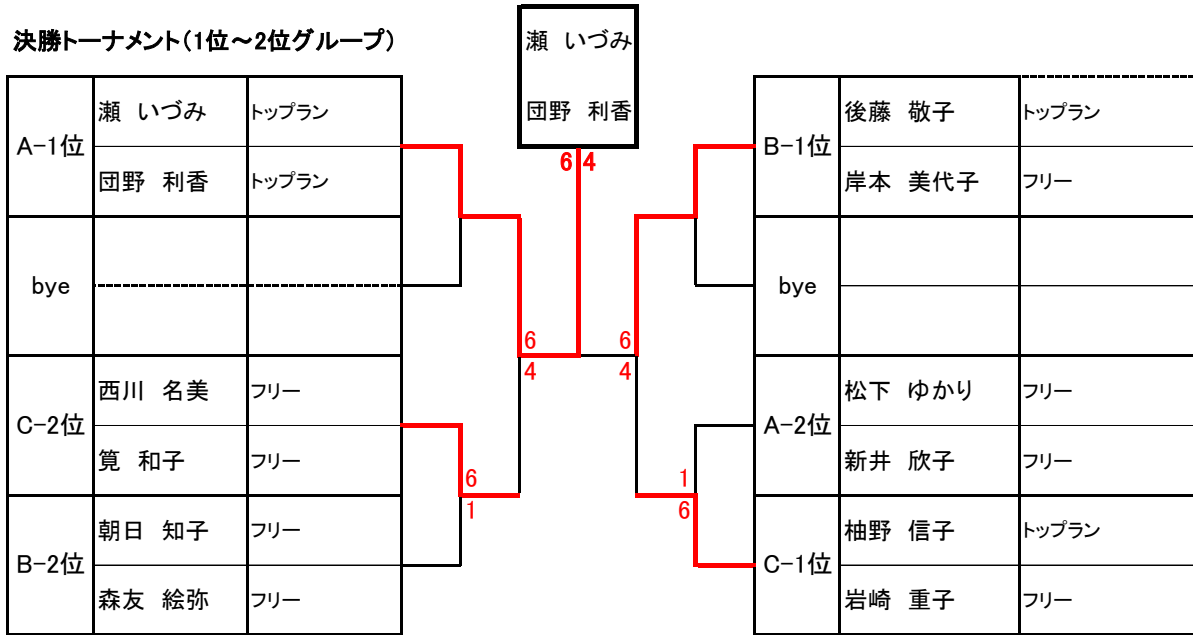 決勝トーナメント(1位～2位グループ)
瀬　いづみ
団野　利香
6 4
A-1位
瀬　いづみ トップラン
団野　利香 トップラン
bye
C-2位
西川　名美 フリー
筧　和子 フリー
B-2位
朝日　知子 フリー
森友　絵弥 フリー
6
4
6
1
6
4
1
6
B-1位
後藤　敬子 トップラン
岸本　美代子 フリー
bye
A-2位
松下　ゆかり フリー
新井　欣子 フリー
C-1位
柚野　信子 トップラン
岩崎　重子 フリー